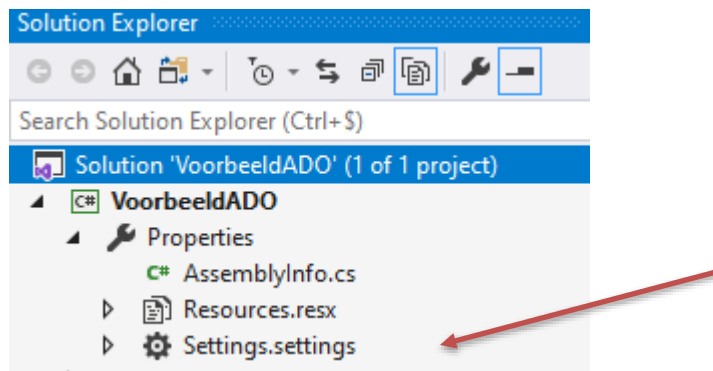 Solution Explorer
Search Solution Explorer (Ctrl+$)
Solution 'VoorbeeldADO' (1 of 1 project)
C# VoorbeeldADO
Properties
C# AssemblyInfo.cs
Resources.resx
Settings.settings